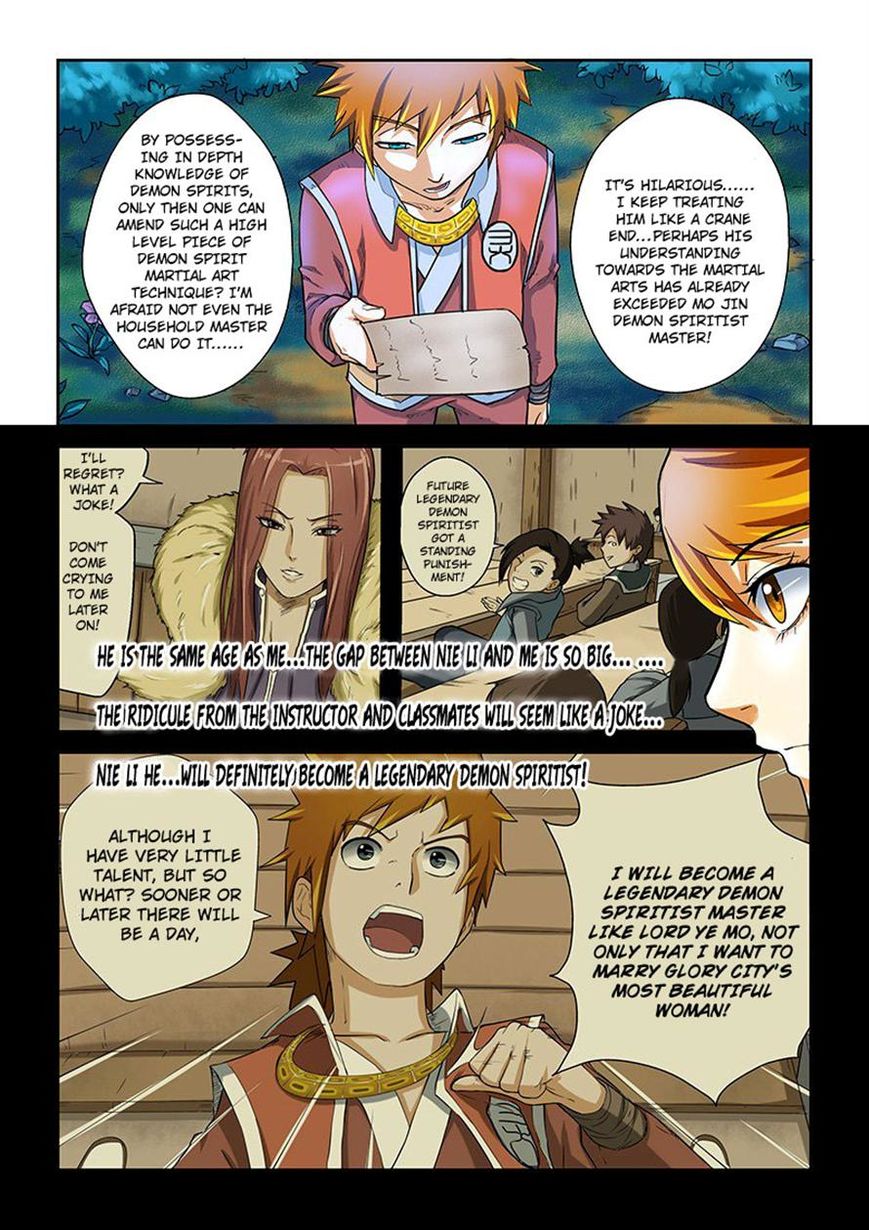 IT'S HILARIOUS......
I KEEP TREATING
HIM LIKE A CRANE
END...PERHAPS HIS
UNDERSTANDING
TOWARDS THE MARTIAL
ARTS HAS ALREADY
EXCEEDED MO JIN
DEMON SPIRITIST
MASTER!
BY POSSESS-
ING IN DEPTH
KNOWLEDGE OF
DEMON SPIRITS,
ONLY THEN ONE CAN
AMEND SUCH A HIGH
LEVEL PIECE OF
DEMON SPIRIT
MARTIAL ART
TECHNIQUE? I'M
AFRAID NOT EVEN THE
HOUSEHOLD MASTER
CAN DO IT......
I'LL
REGRET?
WHAT A
JOKE!
DON'T
COME
CRYING
TO ME
LATER
ON!
FUTURE
LEGENDARY
DEMON
SPIRITIST
GOT A
STANDING
PUNISH-
MENT!
HE IS THE SAME AGE AS ME...THE GAP BETWEEN NIE LI AND ME IS SO BIG... ....
THE RIDICULE FROM THE INSTRUCTOR AND CLASSMATES WILL SEEM LIKE A JOKE...
NIE LI HE...WILL DEFINITELY BECOME A LEGENDARY DEMON SPIRITIST!
ALTHOUGH I
HAVE VERY LITTLE
TALENT, BUT SO
WHAT? SOONER OR
LATER THERE WILL
BE A DAY,
I WILL BECOME A
LEGENDARY DEMON
SPIRITIST MASTER
LIKE LORD YE MO, NOT
ONLY THAT I WANT TO
MARRY GLORY CITY'S
MOST BEAUTIFUL
WOMAN!